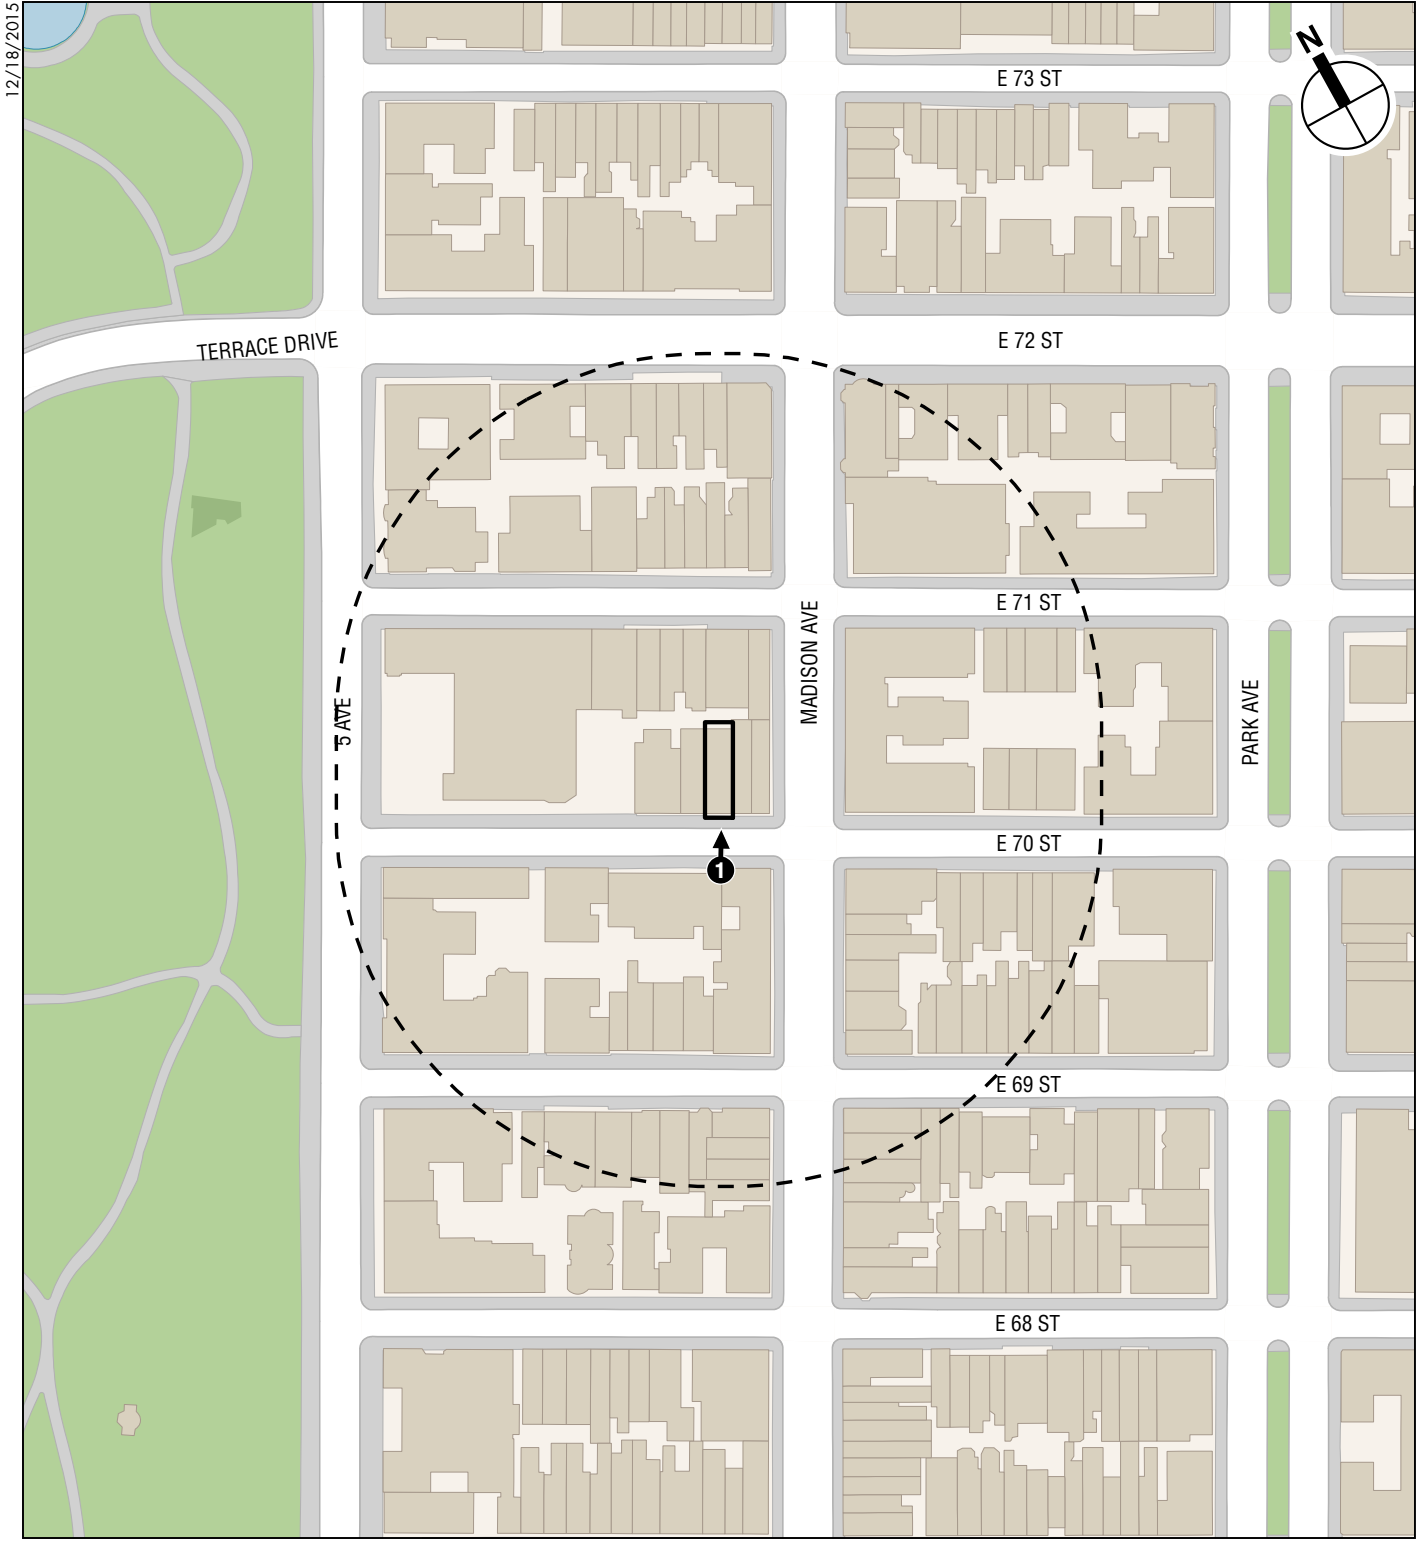 12/18/2015
N
E 73 ST
TERRACE DRIVE
E 72 ST
E 71 ST
MADISON AVE
5 AVE
PARK AVE
E 70 ST
1
E 69 ST
E 68 ST